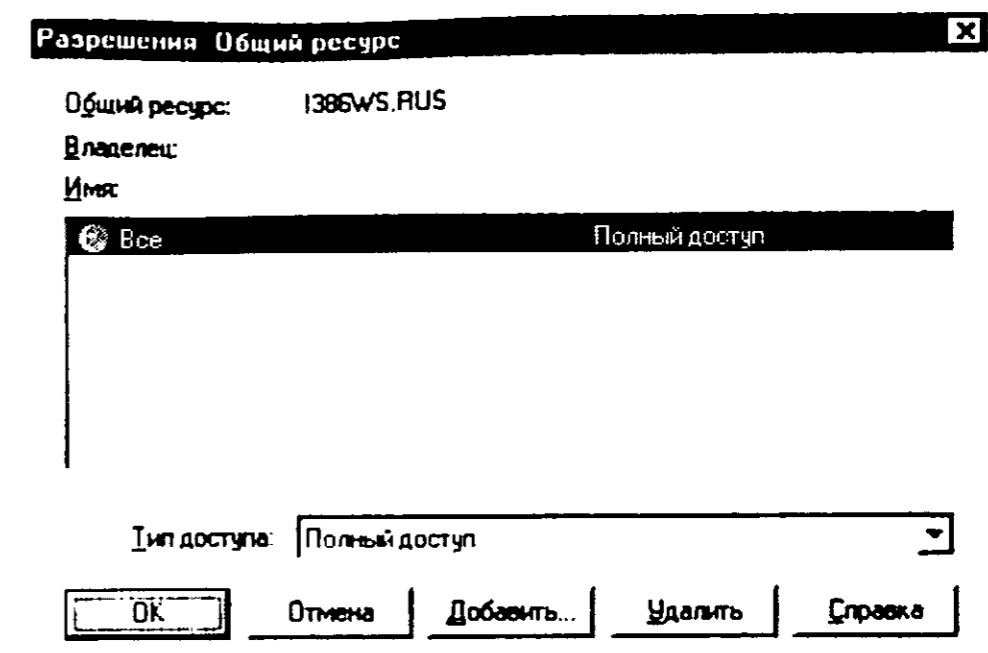 Разрешения Общий ресурс
Общий ресурс: I386WS.RUS
Владелец:
Имя:
Все Полный доступ
Тип доступа: Полный доступ
OK Отмена Добавить... Удалить Справка